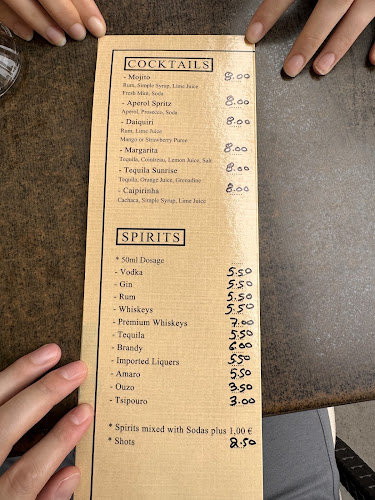 COCKTAILS
- Mojito 8.00
Rum, Simple Syrup, Lime Juice
Fresh Mint, Soda
- Aperol Spritz 8.00
Aperol, Prosecco, Soda
- Daiquiri 8.00
Rum, Lime Juice
Mango or Strawberry Puree
- Margarita 8.00
Tequila, Cointreau, Lemon Juice, Salt
- Tequila Sunrise 8.00
Tequila, Orange Juice, Grenadine
- Caipirinha 8.00
Cachaca, Simple Syrup, Lime Juice
SPIRITS
* 50ml Dosage
- Vodka 5.50
- Gin 5.50
- Rum 5.50
- Whiskeys 5.50
- Premium Whiskeys 7.00
- Tequila 5.50
- Brandy 6.00
- Imported Liquers 5.50
- Amaro 5.50
- Ouzo 3.50
- Tsipouro 3.00
* Spirits mixed with Sodas plus 1,00 €
* Shots 2.50